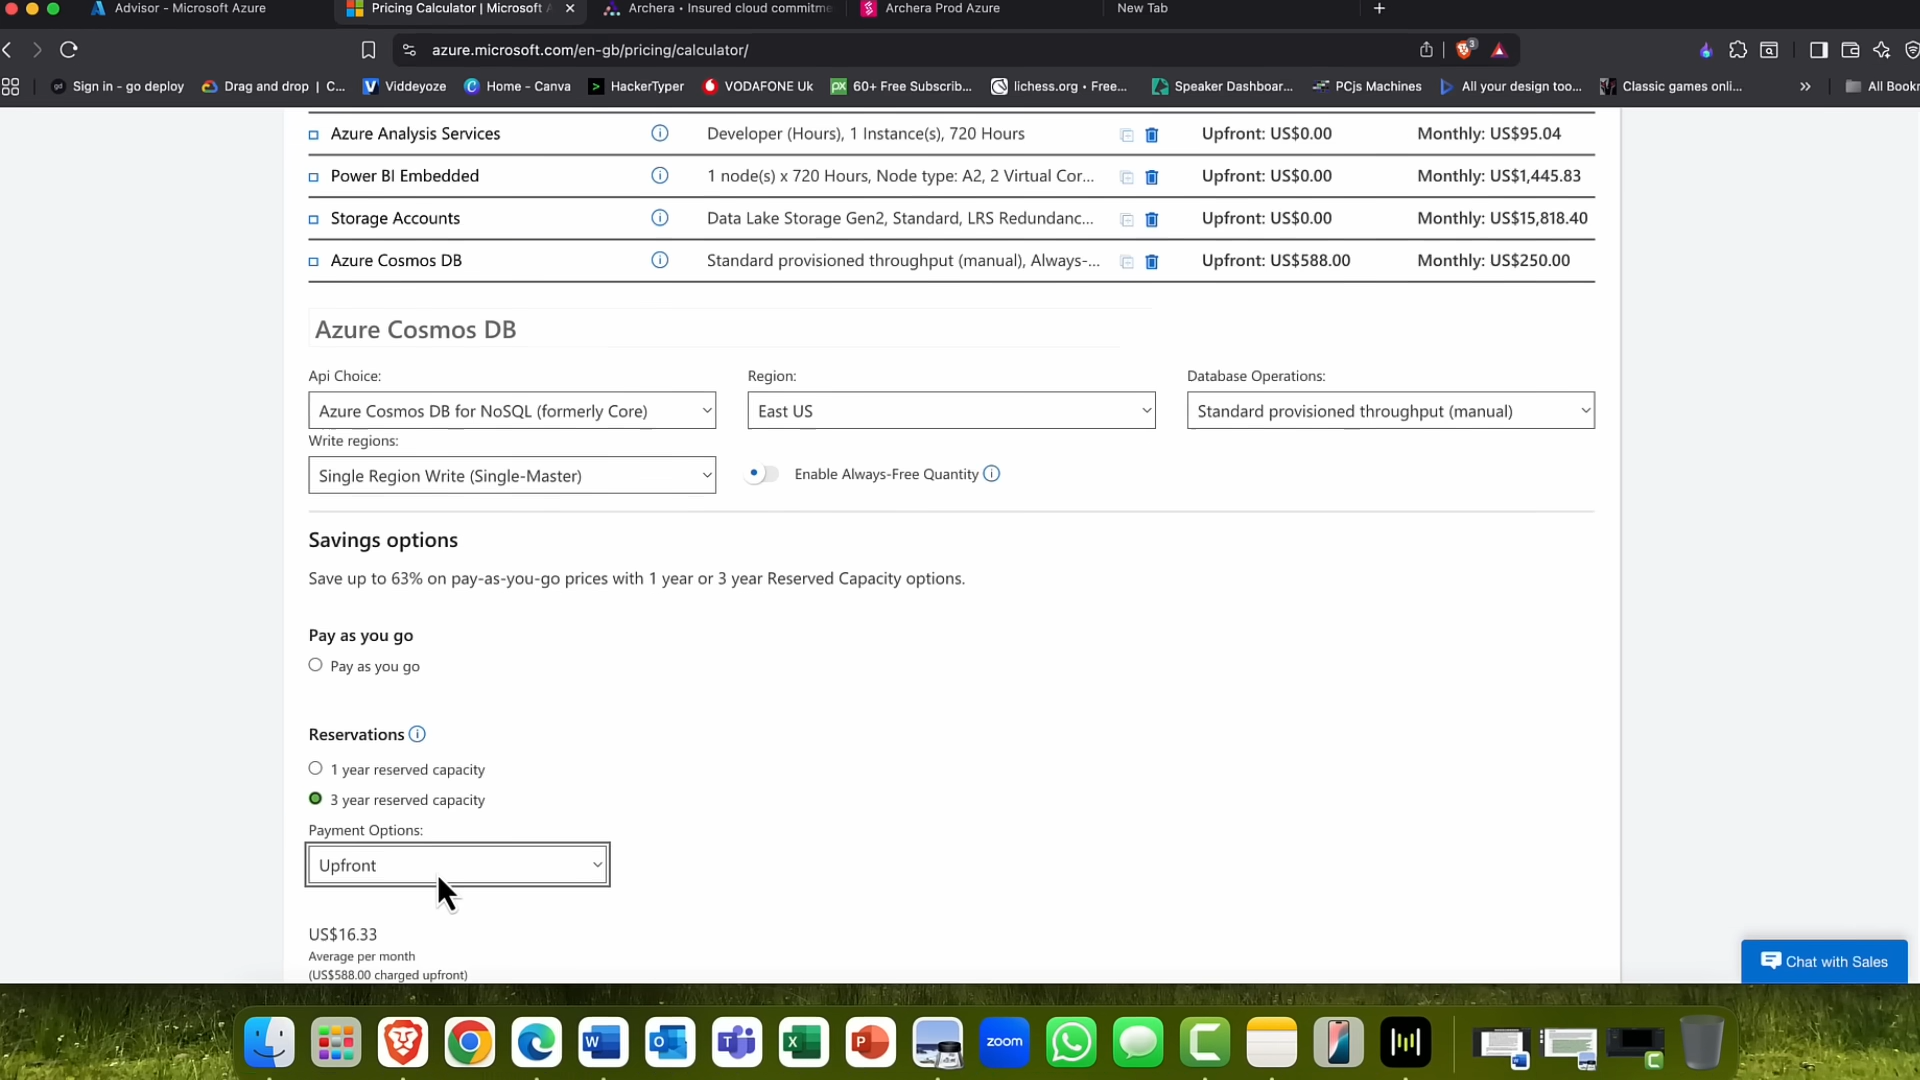 Advisor - Microsoft Azure
Pricing Calculator | Microsoft A
Archera • Insured cloud commitme
Archera Prod Azure
New Tab
azure.microsoft.com/en-gb/pricing/calculator/
3
Sign in - go deploy
Drag and drop | C...
Viddeyoze
Home - Canva
HackerTyper
VODAFONE Uk
60+ Free Subscrib...
lichess.org • Free...
Speaker Dashboar...
PCjs Machines
All your design too...
Classic games onli...
All Bookr
Azure Analysis Services
Developer (Hours), 1 Instance(s), 720 Hours
Upfront: US$0.00
Monthly: US$95.04
Power BI Embedded
1 node(s) x 720 Hours, Node type: A2, 2 Virtual Cor...
Upfront: US$0.00
Monthly: US$1,445.83
Storage Accounts
Data Lake Storage Gen2, Standard, LRS Redundanc...
Upfront: US$0.00
Monthly: US$15,818.40
Azure Cosmos DB
Standard provisioned throughput (manual), Always-...
Upfront: US$588.00
Monthly: US$250.00
Azure Cosmos DB
Api Choice:
Region:
Database Operations:
Azure Cosmos DB for NoSQL (formerly Core)
East US
Standard provisioned throughput (manual)
Write regions:
Single Region Write (Single-Master)
Enable Always-Free Quantity
Savings options
Save up to 63% on pay-as-you-go prices with 1 year or 3 year Reserved Capacity options.
Pay as you go
Pay as you go
Reservations
1 year reserved capacity
3 year reserved capacity
Payment Options:
Upfront
US$16.33
Average per month
(US$588.00 charged upfront)
Chat with Sales
zoom